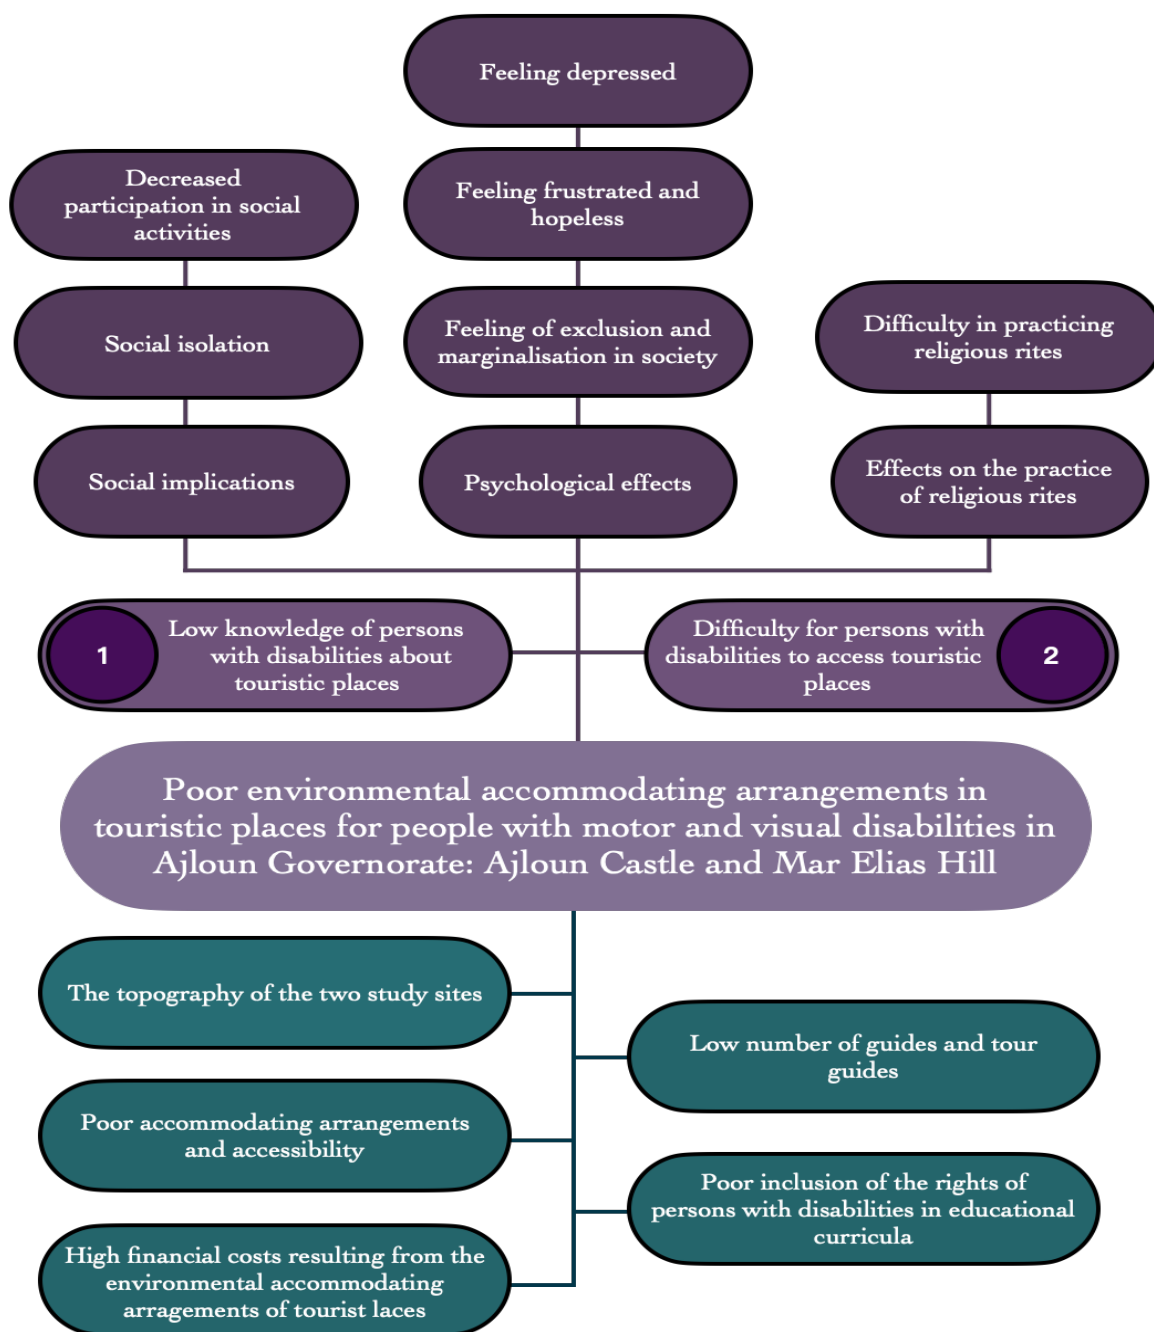 Feeling depressed
Decreased
participation in social
activities
Feeling frustrated and
hopeless
Social isolation
Feeling of exclusion and
marginalisation in society
Difficulty in practicing
religious rites
Social implications
Psychological effects
Effects on the practice
of religious rites
1
Low knowledge of persons
with disabilities about
touristic places
Difficulty for persons with
disabilities to access touristic
places
2
Poor environmental accommodating arrangements in
touristic places for people with motor and visual disabilities in
Ajloun Governorate: Ajloun Castle and Mar Elias Hill
The topography of the two study sites
Low number of guides and tour
guides
Poor accommodating arrangements
and accessibility
Poor inclusion of the rights of
persons with disabilities in educational
curricula
High financial costs resulting from the
environmental accommodating
arragements of tourist laces